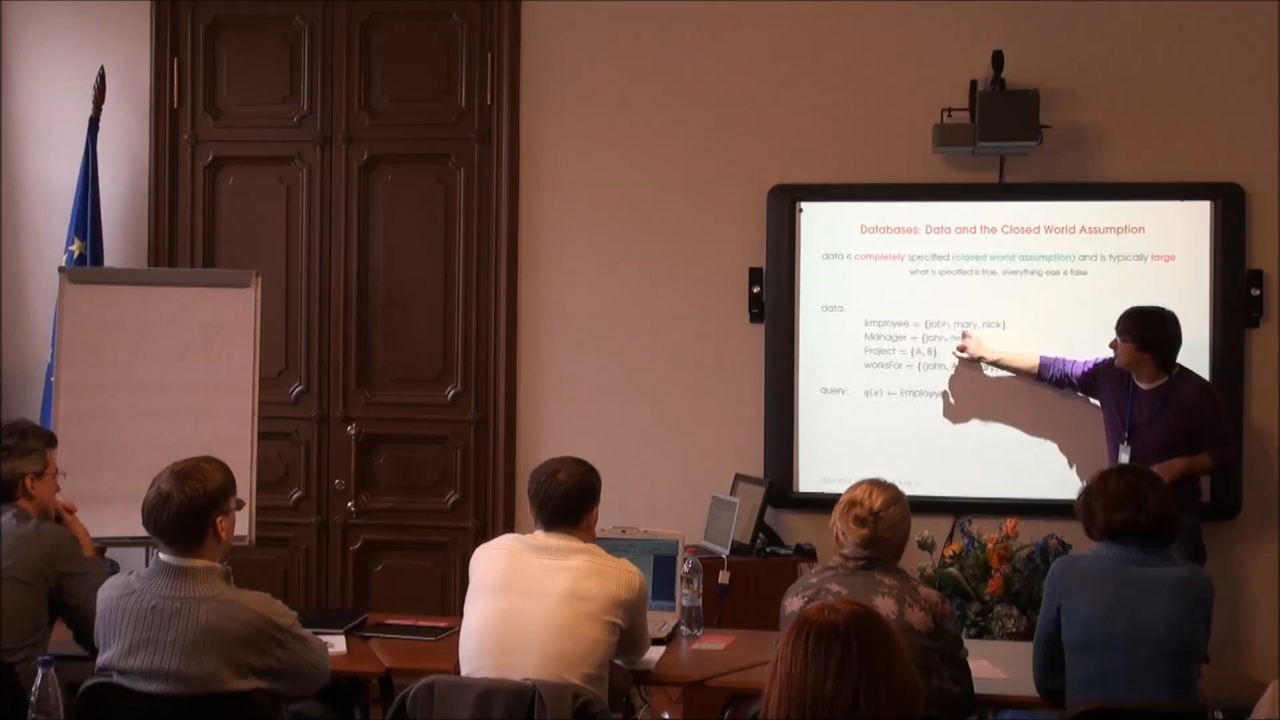 Databases: Data and the Closed World Assumption
data is completely specified (closed world assumption) and is typically large
what is specified is true, everything else is false
data:
Employee = {john, mary, nick}
Manager = {john,
Project = {A, B}
worksFor = {(john,
query: q(x) ←